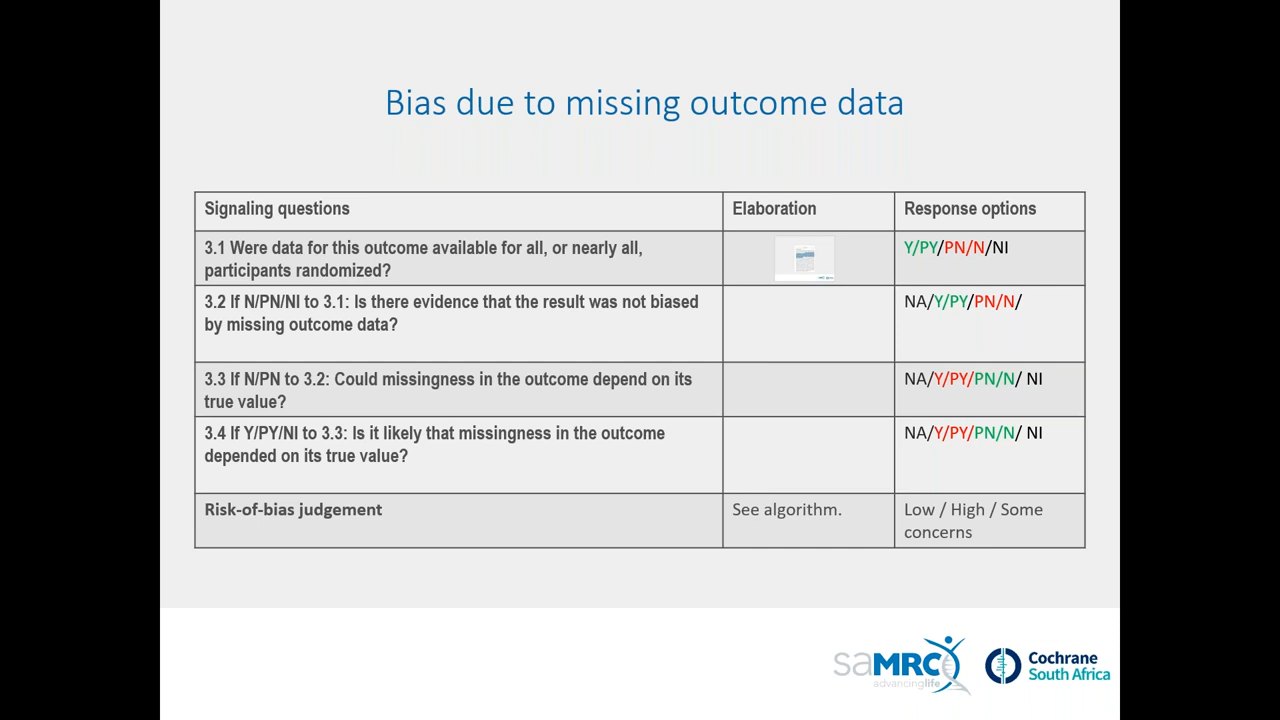 Bias due to missing outcome data
Signaling questions
Elaboration
Response options
3.1 Were data for this outcome available for all, or nearly all,
participants randomized?
Y/PY/PN/N/NI
3.2 If N/PN/NI to 3.1: Is there evidence that the result was not biased
by missing outcome data?
NA/Y/PY/PN/N/
3.3 If N/PN to 3.2: Could missingness in the outcome depend on its
true value?
NA/Y/PY/PN/N/ NI
3.4 If Y/PY/NI to 3.3: Is it likely that missingness in the outcome
depended on its true value?
NA/Y/PY/PN/N/ NI
Risk-of-bias judgement
See algorithm.
Low / High / Some
concerns
saMRC
advancinglife
Cochrane
South Africa